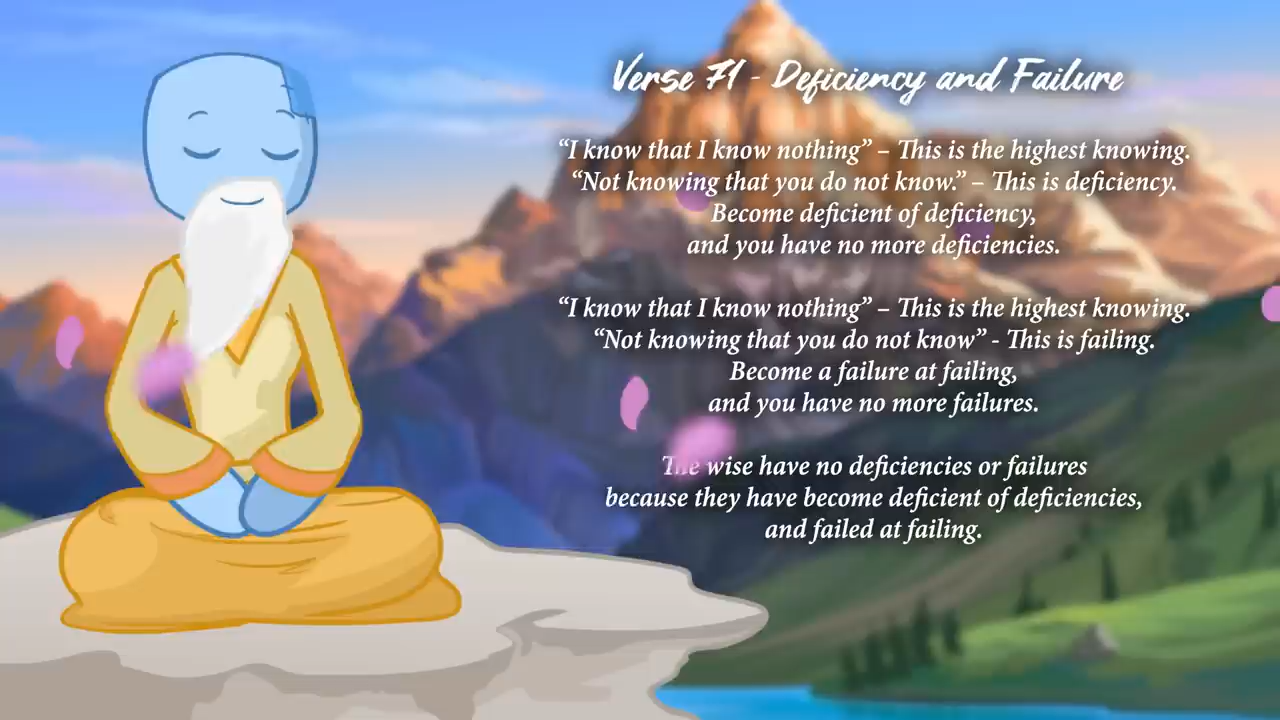 Verse 71 - Deficiency and Failure
“I know that I know nothing” – This is the highest knowing.
“Not knowing that you do not know.” – This is deficiency.
Become deficient of deficiency,
and you have no more deficiencies.
“I know that I know nothing” – This is the highest knowing.
“Not knowing that you do not know” - This is failing.
Become a failure at failing,
and you have no more failures.
The wise have no deficiencies or failures
because they have become deficient of deficiencies,
and failed at failing.